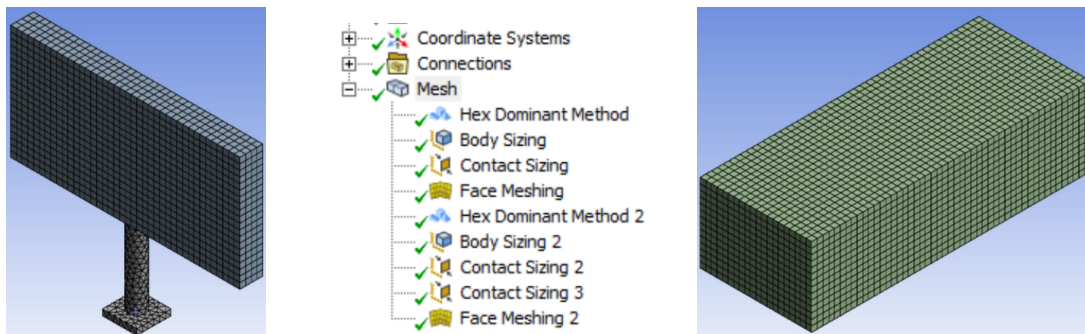 Coordinate Systems
Connections
Mesh
Hex Dominant Method
Body Sizing
Contact Sizing
Face Meshing
Hex Dominant Method 2
Body Sizing 2
Contact Sizing 2
Contact Sizing 3
Face Meshing 2